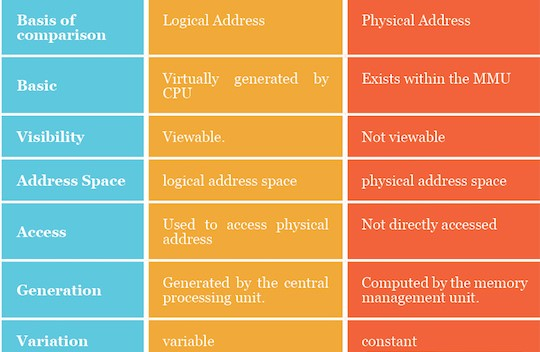 Basis of
comparison
Logical Address
Physical Address
Basic
Virtually generated by
CPU
Exists within the MMU
Visibility
Viewable.
Not viewable
Address Space
logical address space
physical address space
Access
Used to access physical
address
Not directly accessed
Generation
Generated by the central
processing unit.
Computed by the memory
management unit.
Variation
variable
constant